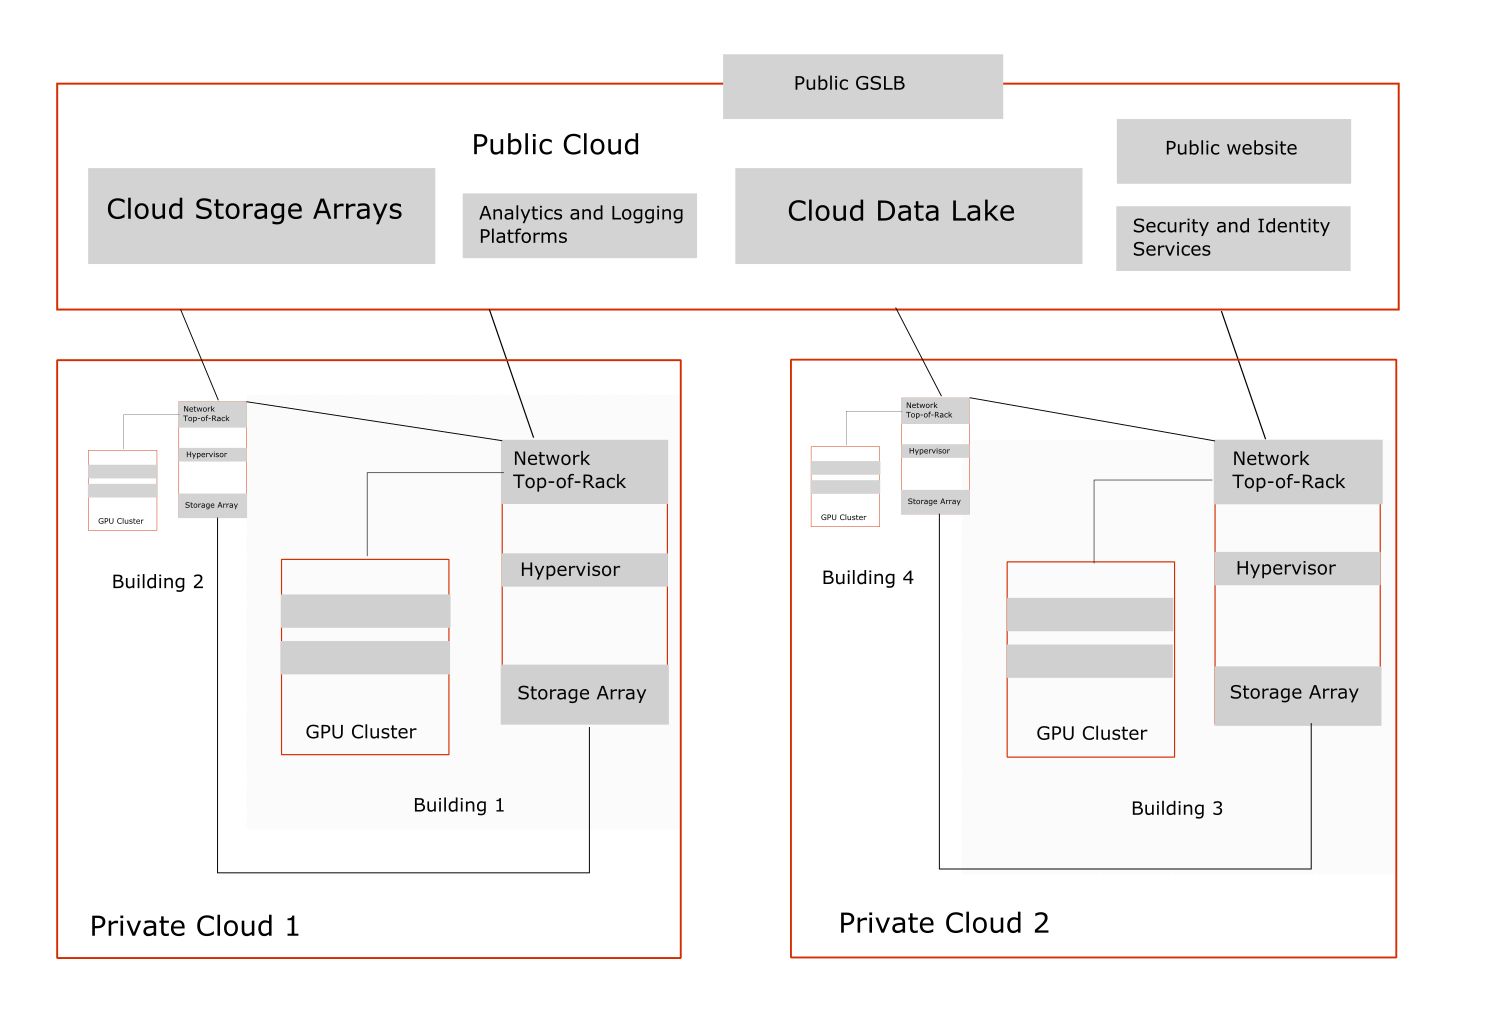 Public GSLB
Public Cloud
Public website
Cloud Storage Arrays
Analytics and Logging
Platforms
Cloud Data Lake
Security and Identity
Services
Network
Top-of-Rack
Hypervisor
Storage Array
GPU Cluster
Building 2
Network
Top-of-Rack
Hypervisor
Storage Array
GPU Cluster
Building 1
Private Cloud 1
Network
Top-of-Rack
Hypervisor
Storage Array
GPU Cluster
Building 4
Network
Top-of-Rack
Hypervisor
Storage Array
GPU Cluster
Building 3
Private Cloud 2